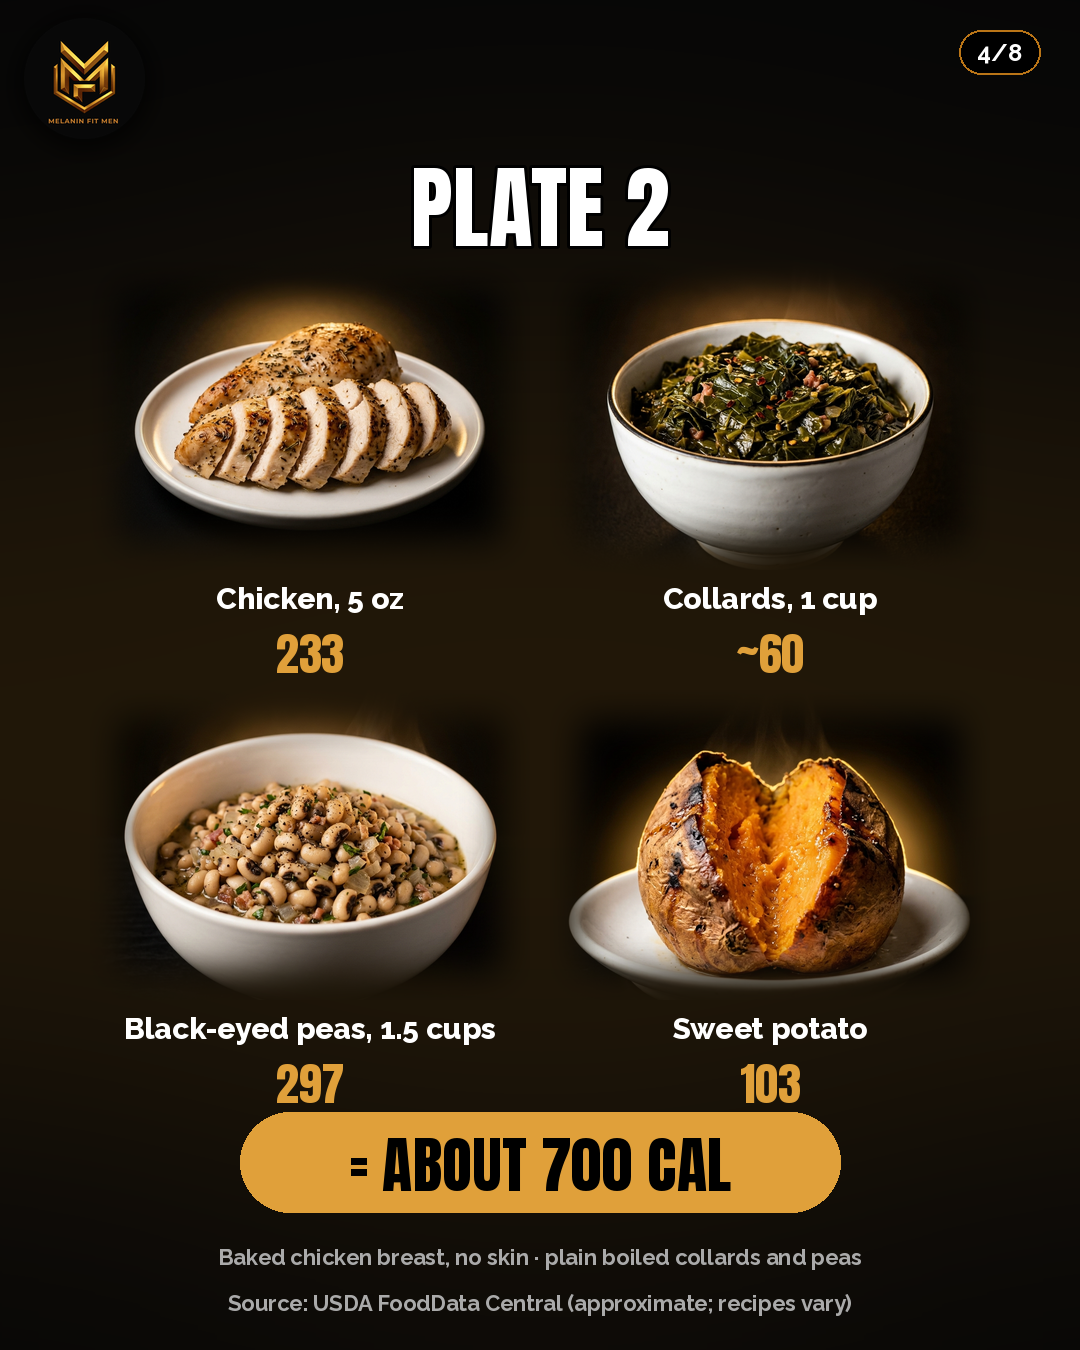 MELANIN FIT MEN
4/8
PLATE 2
Chicken, 5 oz
233
Collards, 1 cup
~60
Black-eyed peas, 1.5 cups
297
Sweet potato
103
= ABOUT 700 CAL
Baked chicken breast, no skin · plain boiled collards and peas
Source: USDA FoodData Central (approximate; recipes vary)